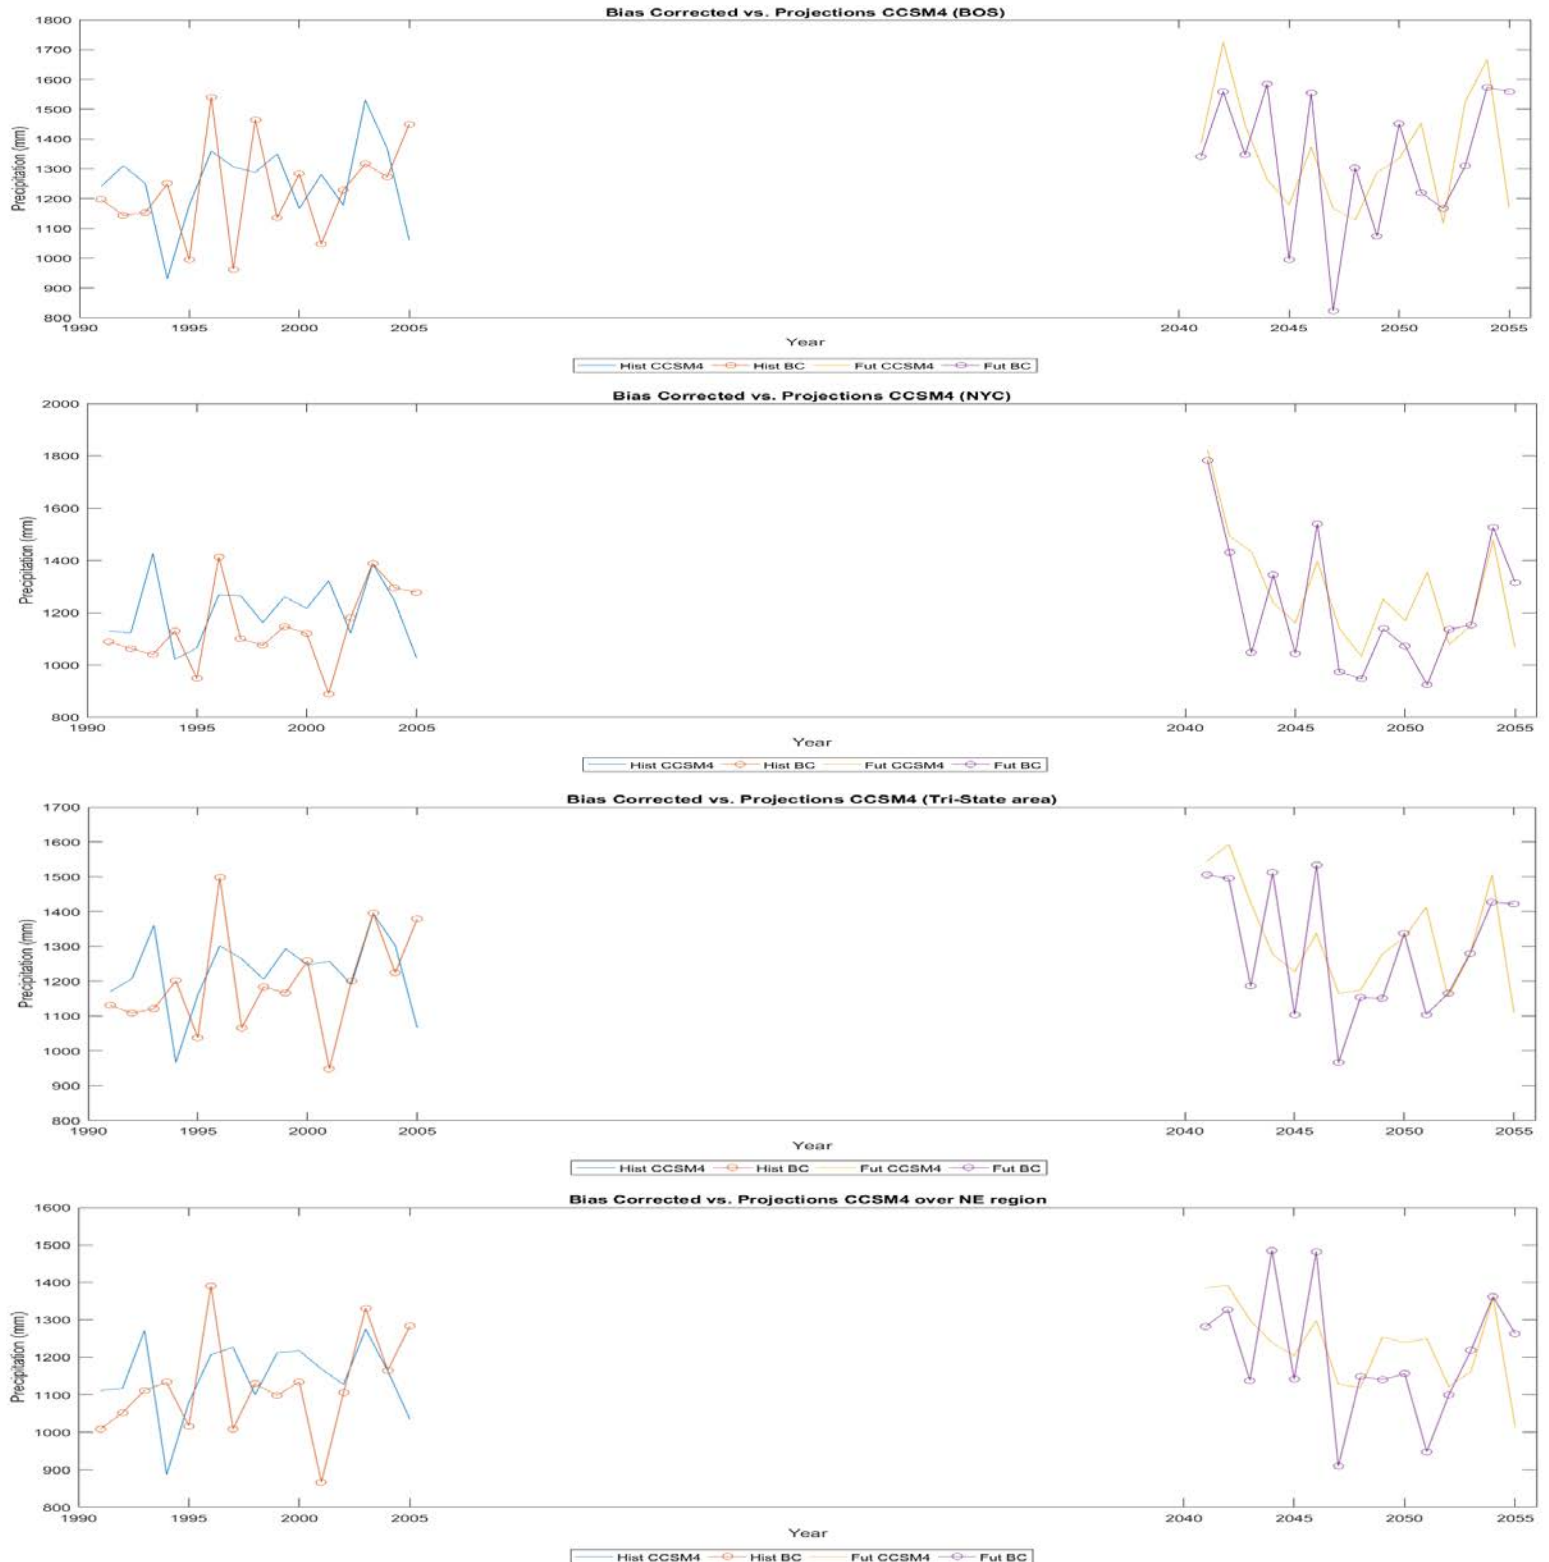 Bias Corrected vs. Projections CCSM4 (BOS)
1800
1700
1600
1500
1400
1300
1200
1100
1000
900
800
Precipitation (mm)
1990 1995 2000 2005 2040 2045 2050 2055
Year
Hist CCSM4 Hist BC Fut CCSM4 Fut BC
Bias Corrected vs. Projections CCSM4 (NYC)
2000
1800
1600
1400
1200
1000
800
Precipitation (mm)
1990 1995 2000 2005 2040 2045 2050 2055
Year
Hist CCSM4 Hist BC Fut CCSM4 Fut BC
Bias Corrected vs. Projections CCSM4 (Tri-State area)
1700
1600
1500
1400
1300
1200
1100
1000
900
800
Precipitation (mm)
1990 1995 2000 2005 2040 2045 2050 2055
Year
Hist CCSM4 Hist BC Fut CCSM4 Fut BC
Bias Corrected vs. Projections CCSM4 over NE region
1600
1500
1400
1300
1200
1100
1000
900
800
Precipitation (mm)
1990 1995 2000 2005 2040 2045 2050 2055
Year
Hist CCSM4 Hist BC Fut CCSM4 Fut BC